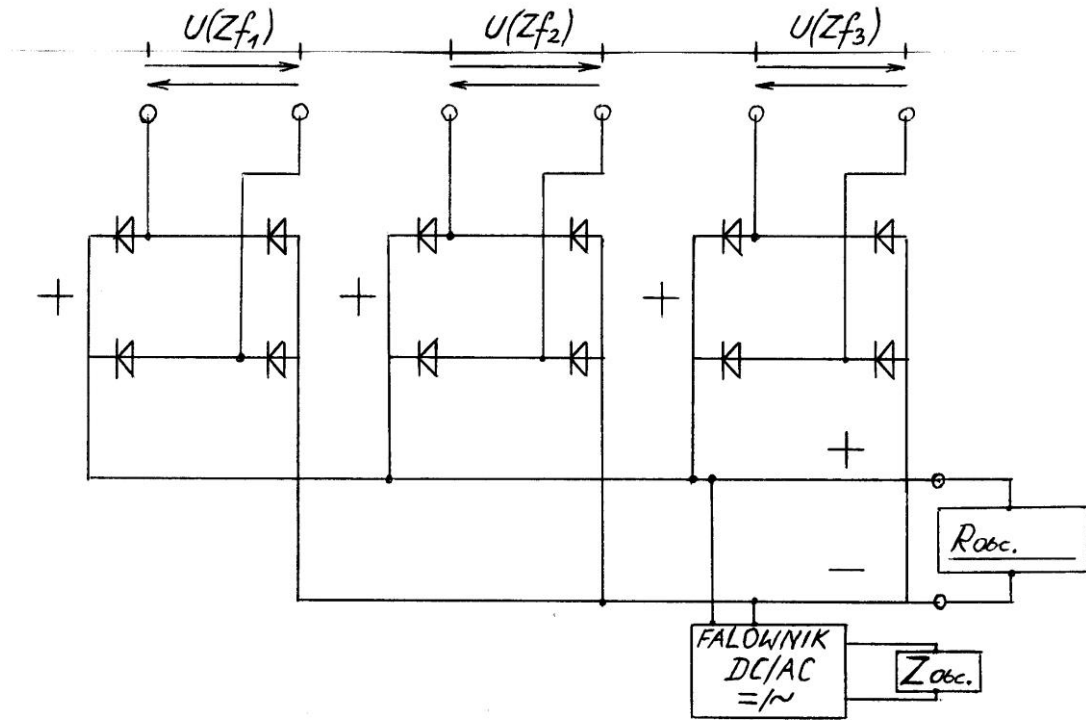 U(Zf₁)
U(Zf₂)
U(Zf₃)
+
+
+
+
Robc.
−
FALOWNIK
DC/AC
=/~
Zobc.